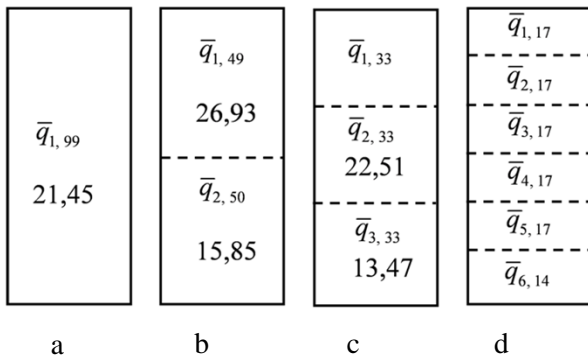 q̅1, 99
21,45
a
q̅1, 49
26,93
q̅2, 50
15,85
b
q̅1, 33
q̅2, 33
22,51
q̅3, 33
13,47
c
q̅1, 17
q̅2, 17
q̅3, 17
q̅4, 17
q̅5, 17
q̅6, 14
d